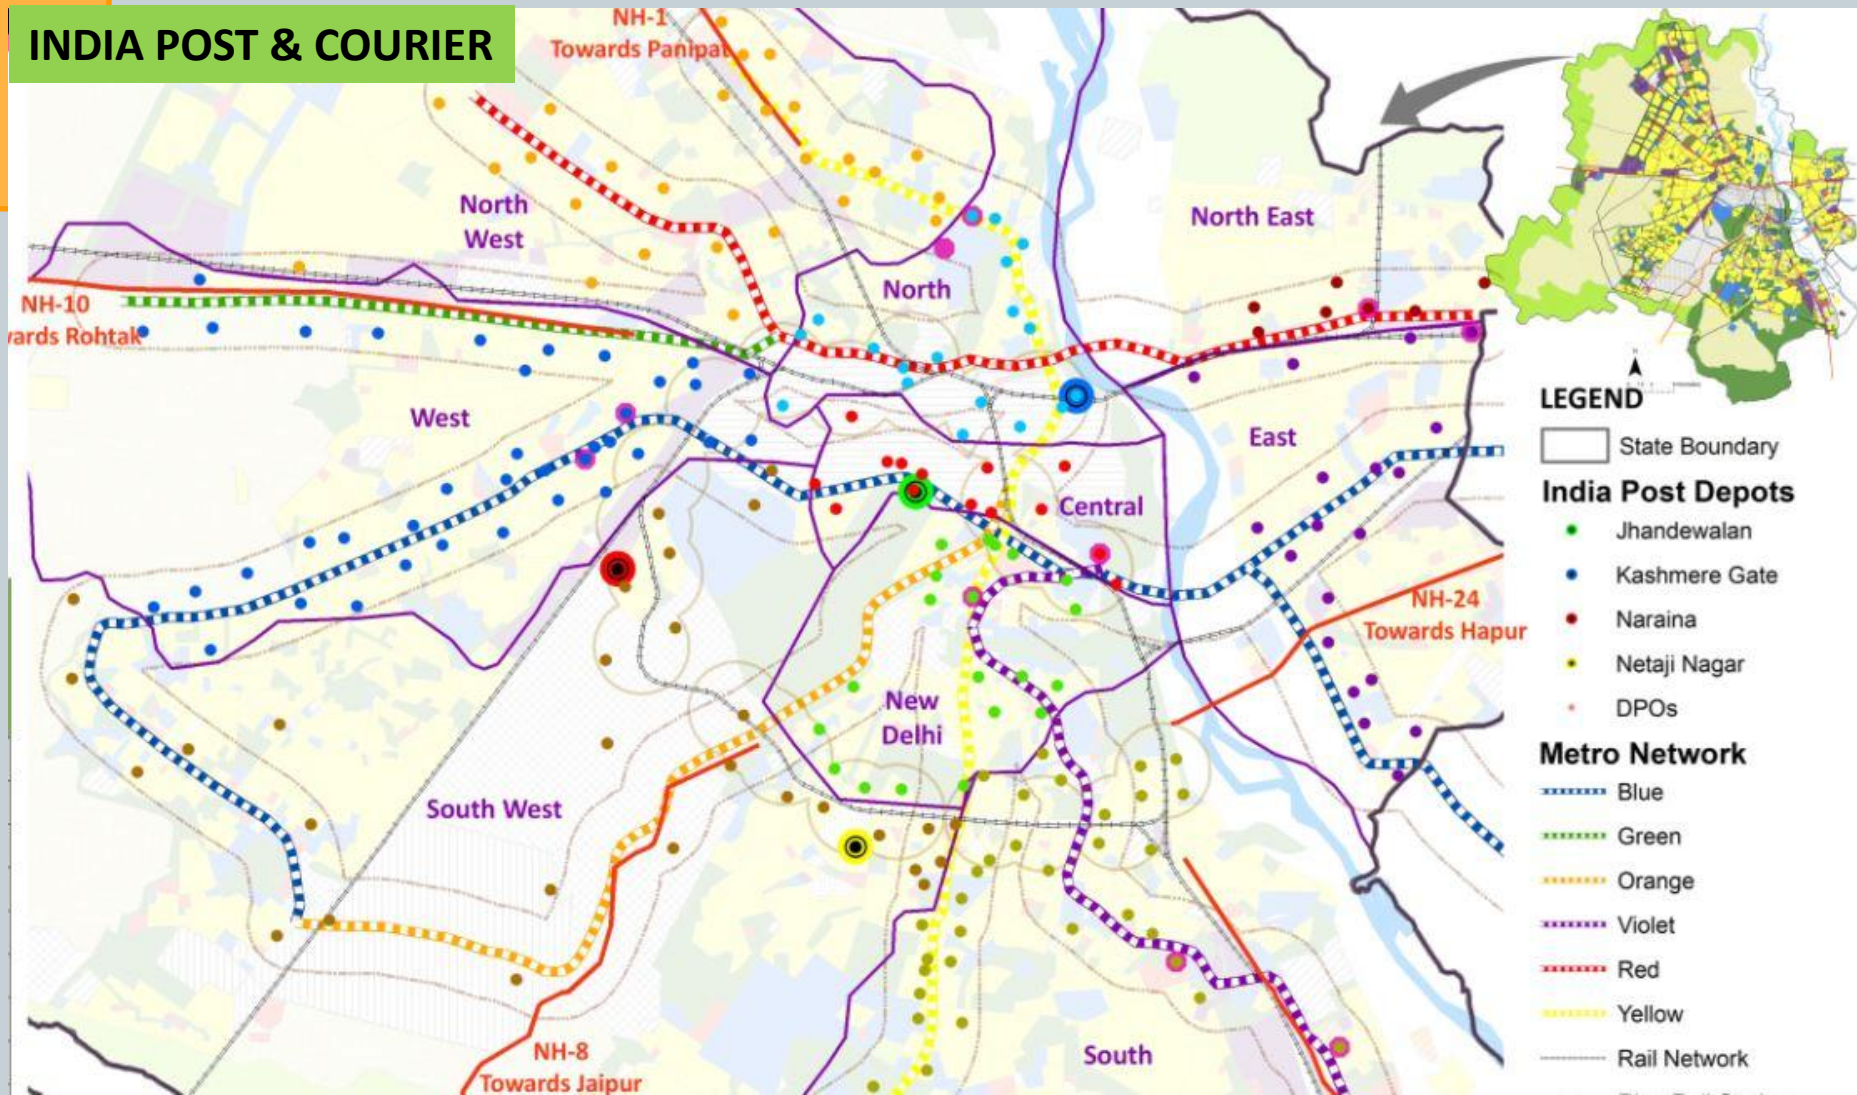 INDIA POST & COURIER
NH-1
Towards Panipat
North
West
North East
North
NH-10
wards Rohtak
West
East
Central
NH-24
Towards Hapur
New
Delhi
South West
NH-8
Towards Jaipur
South
LEGEND
State Boundary
India Post Depots
Jhandewalan
Kashmere Gate
Naraina
Netaji Nagar
DPOs
Metro Network
Blue
Green
Orange
Violet
Red
Yellow
Rail Network